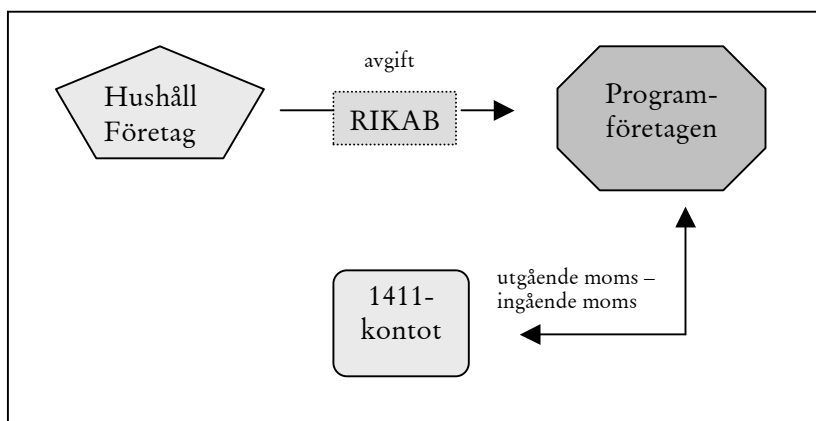 Hushåll
Företag
avgift
RIKAB
Program-
företagen
1411-
kontot
utgående moms –
ingående moms